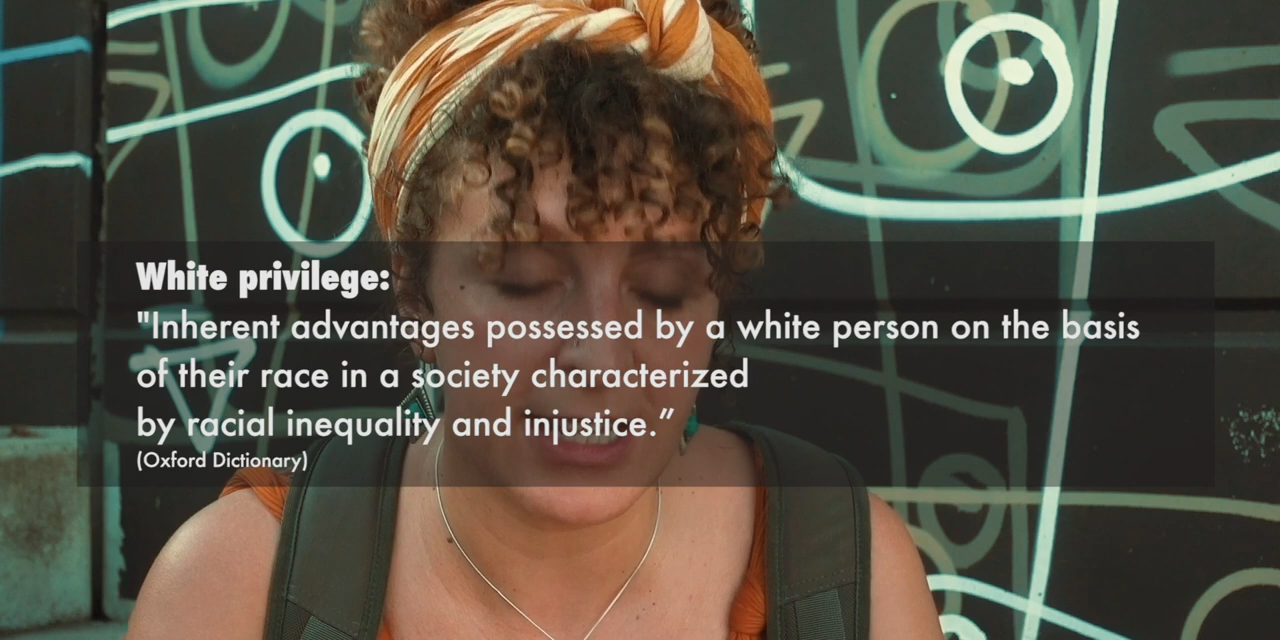 White privilege:
"Inherent advantages possessed by a white person on the basis
of their race in a society characterized
by racial inequality and injustice.”
(Oxford Dictionary)